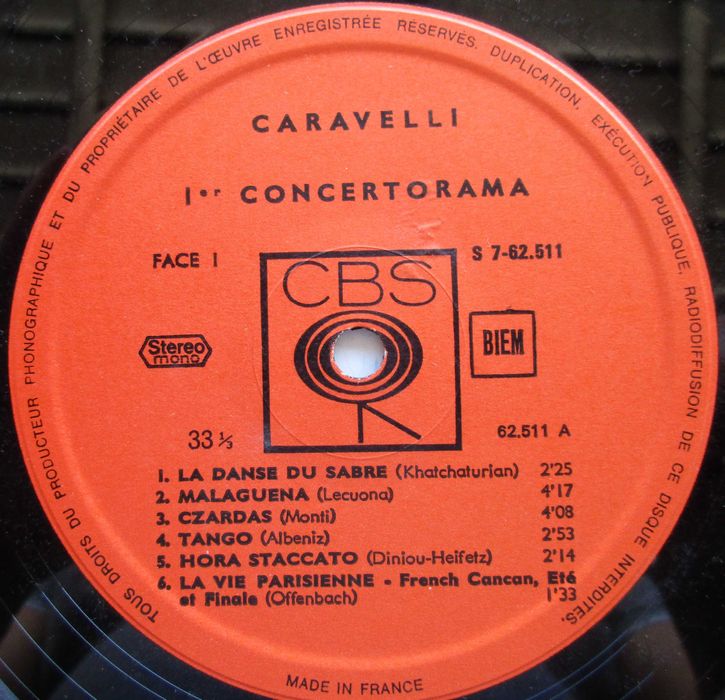 TOUS DROITS DU PRODUCTEUR PHONOGRAPHIQUE ET DU PROPRIÉTAIRE DE L'ŒUVRE ENREGISTRÉE RÉSERVÉS. DUPLICATION, EXÉCUTION PUBLIQUE, RADIODIFFUSION DE CE DISQUE INTERDITES.
CARAVELLI
1er CONCERTORAMA
FACE 1
S 7-62.511
CBS
Stereo
mono
BIEM
33 ⅓
62.511 A
1. LA DANSE DU SABRE (Khatchaturian) 2'25
2. MALAGUENA (Lecuona) 4'17
3. CZARDAS (Monti) 4'08
4. TANGO (Albeniz) 2'53
5. HORA STACCATO (Diniou-Heifetz) 2'14
6. LA VIE PARISIENNE - French Cancan, Eté
et Finale (Offenbach) 1'33
MADE IN FRANCE